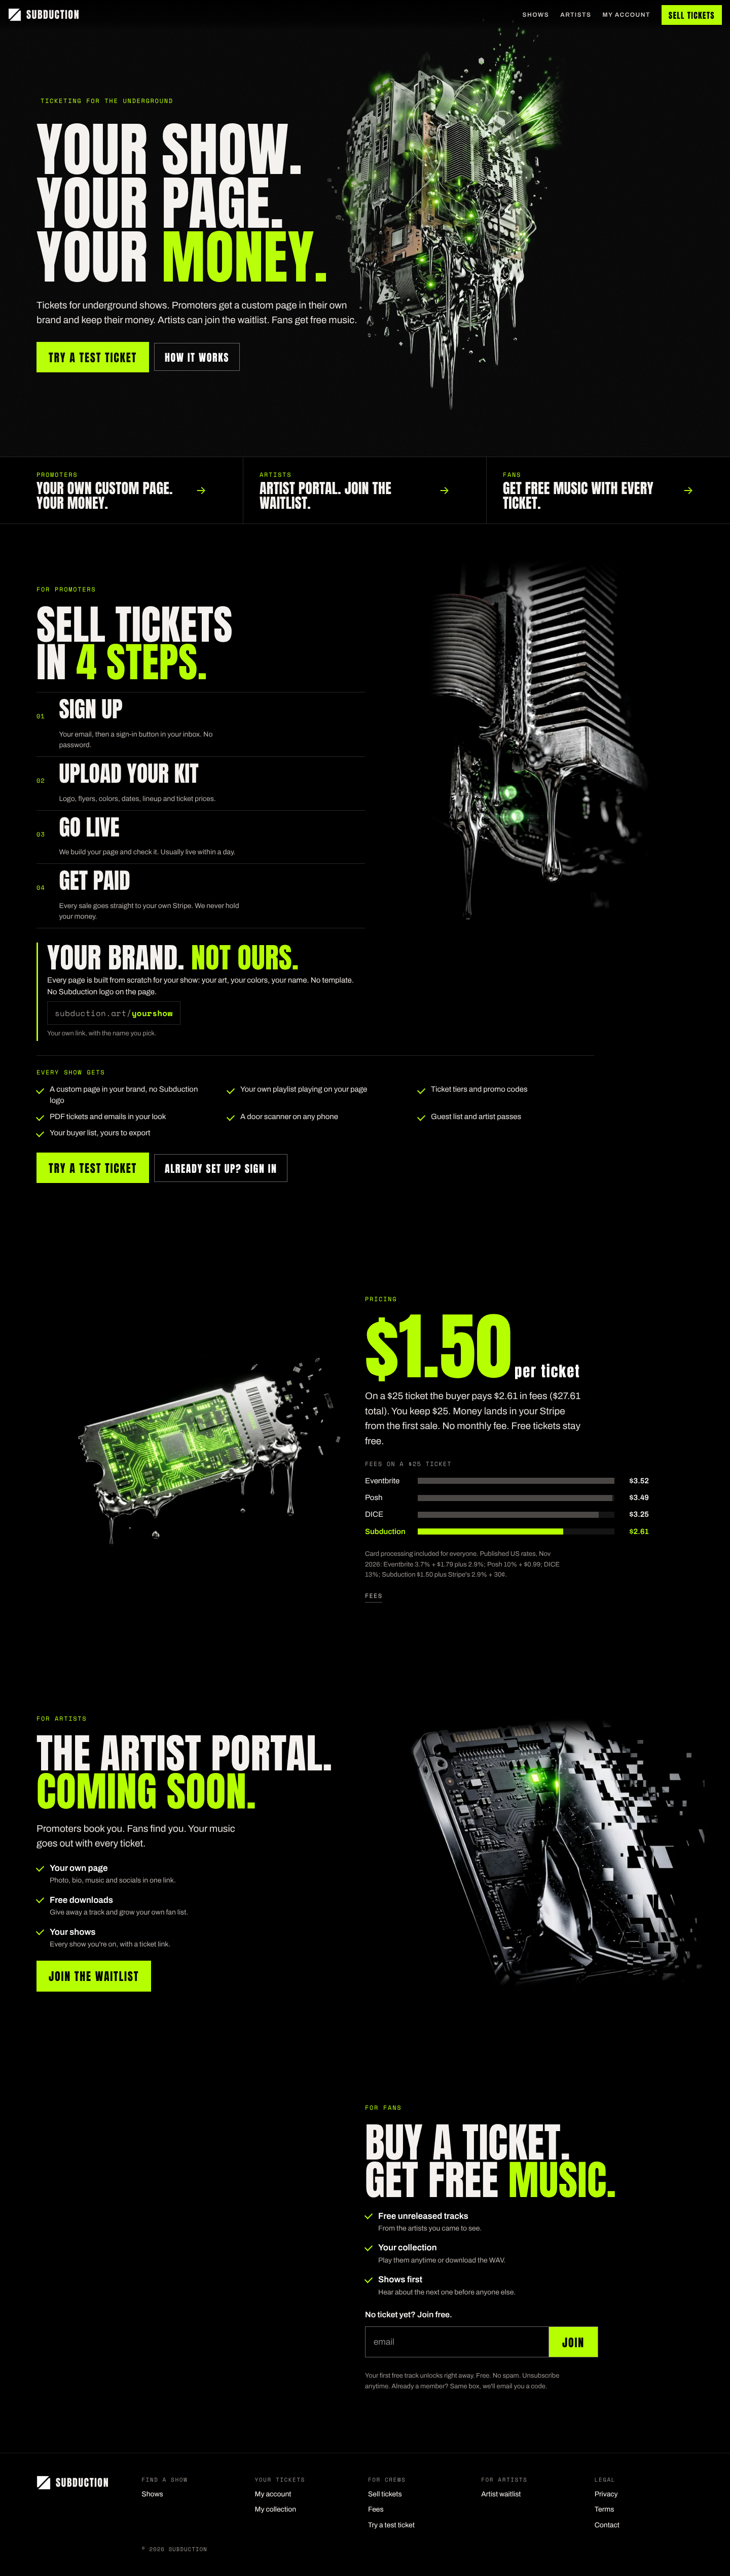 SUBDUCTION
SHOWS
ARTISTS
MY ACCOUNT
SELL TICKETS
TICKETING FOR THE UNDERGROUND
YOUR SHOW.
YOUR PAGE.
YOUR MONEY.
Tickets for underground shows. Promoters get a custom page in their own
brand and keep their money. Artists can join the waitlist. Fans get free music.
TRY A TEST TICKET
HOW IT WORKS
PROMOTERS
YOUR OWN CUSTOM PAGE.
YOUR MONEY.
→
ARTISTS
ARTIST PORTAL. JOIN THE
WAITLIST.
→
FANS
GET FREE MUSIC WITH EVERY
TICKET.
→
FOR PROMOTERS
SELL TICKETS
IN 4 STEPS.
01
SIGN UP
Your email, then a sign-in button in your inbox. No
password.
02
UPLOAD YOUR KIT
Logo, flyers, colors, dates, lineup and ticket prices.
03
GO LIVE
We build your page and check it. Usually live within a day.
04
GET PAID
Every sale goes straight to your own Stripe. We never hold
your money.
YOUR BRAND. NOT OURS.
Every page is built from scratch for your show: your art, your colors, your name. No template.
No Subduction logo on the page.
subduction.art/yourshow
Your own link, with the name you pick.
EVERY SHOW GETS
A custom page in your brand, no Subduction
logo
Your own playlist playing on your page
Ticket tiers and promo codes
PDF tickets and emails in your look
A door scanner on any phone
Guest list and artist passes
Your buyer list, yours to export
TRY A TEST TICKET
ALREADY SET UP? SIGN IN
PRICING
$1.50 per ticket
On a $25 ticket the buyer pays $2.61 in fees ($27.61
total). You keep $25. Money lands in your Stripe
from the first sale. No monthly fee. Free tickets stay
free.
FEES ON A $25 TICKET
Eventbrite $3.52
Posh $3.49
DICE $3.25
Subduction $2.61
Card processing included for everyone. Published US rates, Nov
2026: Eventbrite 3.7% + $1.79 plus 2.9%; Posh 10% + $0.99; DICE
13%; Subduction $1.50 plus Stripe's 2.9% + 30¢.
FEES
FOR ARTISTS
THE ARTIST PORTAL.
COMING SOON.
Promoters book you. Fans find you. Your music
goes out with every ticket.
Your own page
Photo, bio, music and socials in one link.
Free downloads
Give away a track and grow your own fan list.
Your shows
Every show you're on, with a ticket link.
JOIN THE WAITLIST
FOR FANS
BUY A TICKET.
GET FREE MUSIC.
Free unreleased tracks
From the artists you came to see.
Your collection
Play them anytime or download the WAV.
Shows first
Hear about the next one before anyone else.
No ticket yet? Join free.
email
JOIN
Your first free track unlocks right away. Free. No spam. Unsubscribe
anytime. Already a member? Same box, we'll email you a code.
SUBDUCTION
FIND A SHOW
Shows
YOUR TICKETS
My account
My collection
FOR CREWS
Sell tickets
Fees
Try a test ticket
FOR ARTISTS
Artist waitlist
LEGAL
Privacy
Terms
Contact
© 2026 SUBDUCTION